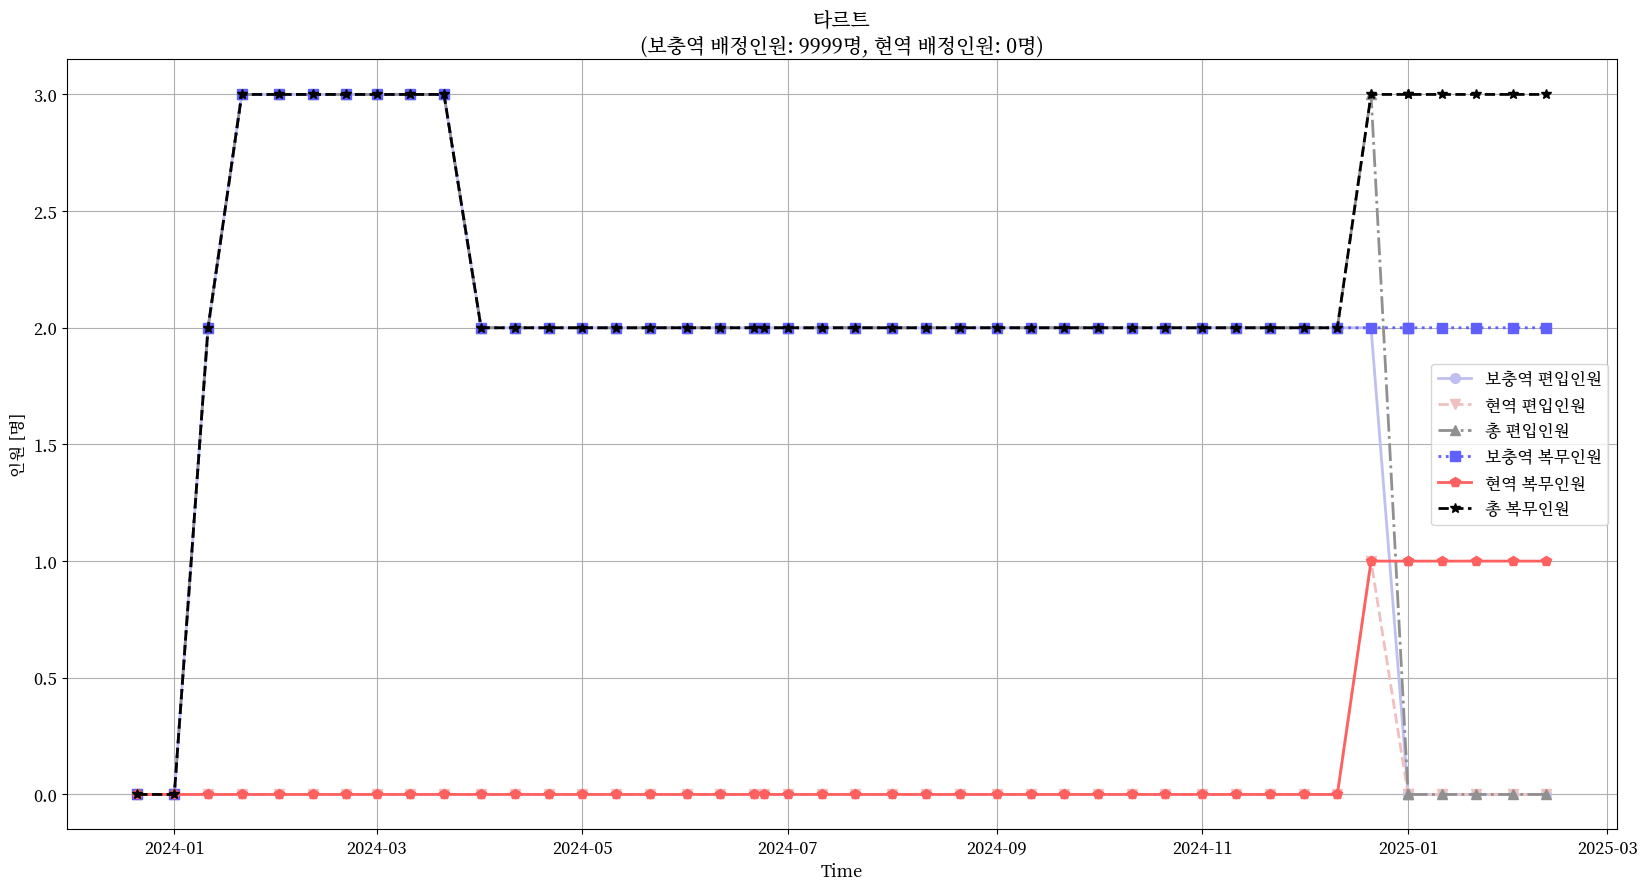 타르트
(보충역 배정인원: 9999명, 현역 배정인원: 0명)
인원 [명]
3.0
2.5
2.0
1.5
1.0
0.5
0.0
보충역 편입인원
현역 편입인원
총 편입인원
보충역 복무인원
현역 복무인원
총 복무인원
2024-01
2024-03
2024-05
2024-07
2024-09
2024-11
2025-01
2025-03
Time